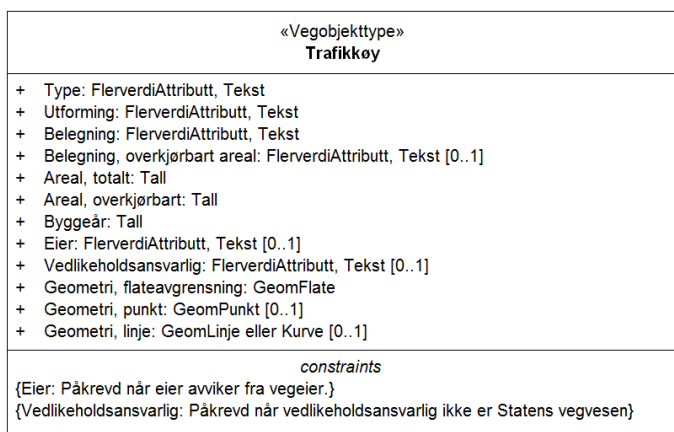 «Vegobjekttype»
Trafikkøy
+ Type: FlerverdiAttributt, Tekst
+ Utforming: FlerverdiAttributt, Tekst
+ Belegning: FlerverdiAttributt, Tekst
+ Belegning, overkjørbart areal: FlerverdiAttributt, Tekst [0..1]
+ Areal, totalt: Tall
+ Areal, overkjørbart: Tall
+ Byggeår: Tall
+ Eier: FlerverdiAttributt, Tekst [0..1]
+ Vedlikeholdsansvarlig: FlerverdiAttributt, Tekst [0..1]
+ Geometri, flateavgrensning: GeomFlate
+ Geometri, punkt: GeomPunkt [0..1]
+ Geometri, linje: GeomLinje eller Kurve [0..1]
constraints
{Eier: Påkrevd når eier avviker fra vegeier.}
{Vedlikeholdsansvarlig: Påkrevd når vedlikeholdsansvarlig ikke er Statens vegvesen}